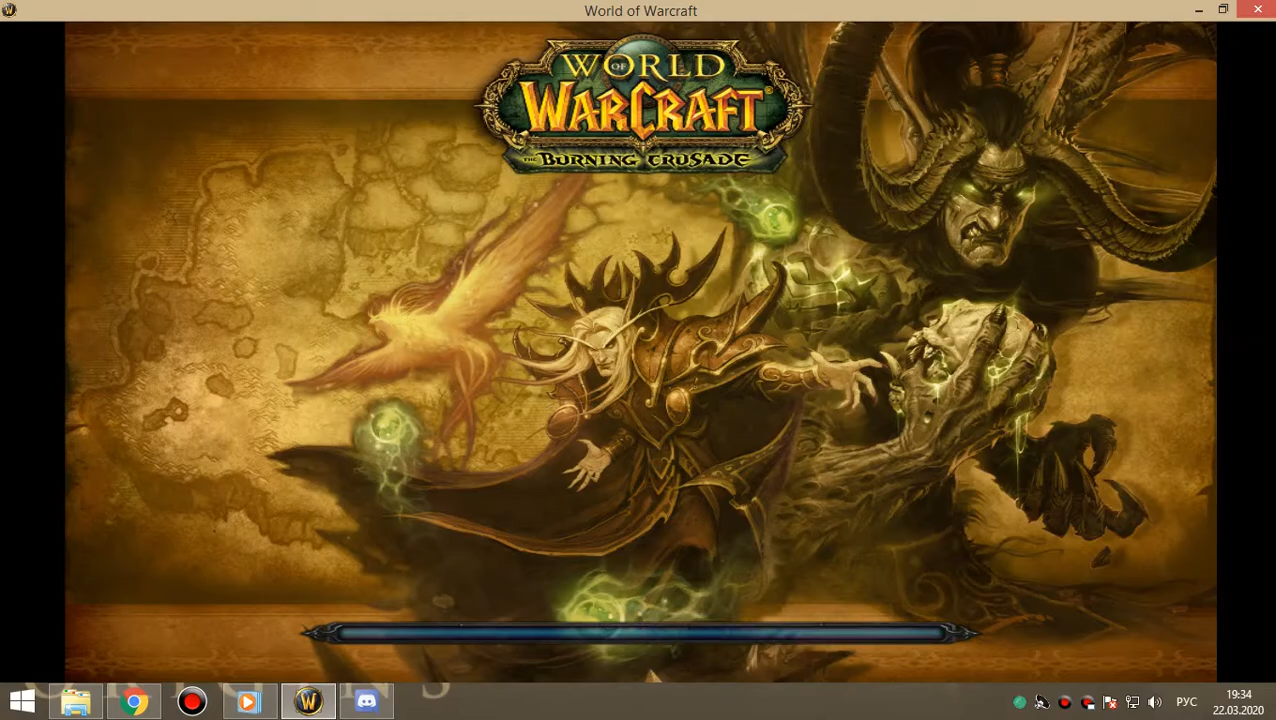 World of Warcraft
WORLD
OF
WARCRAFT®
THE BURNING CRUSADE
РУС
19:34
22.03.2020